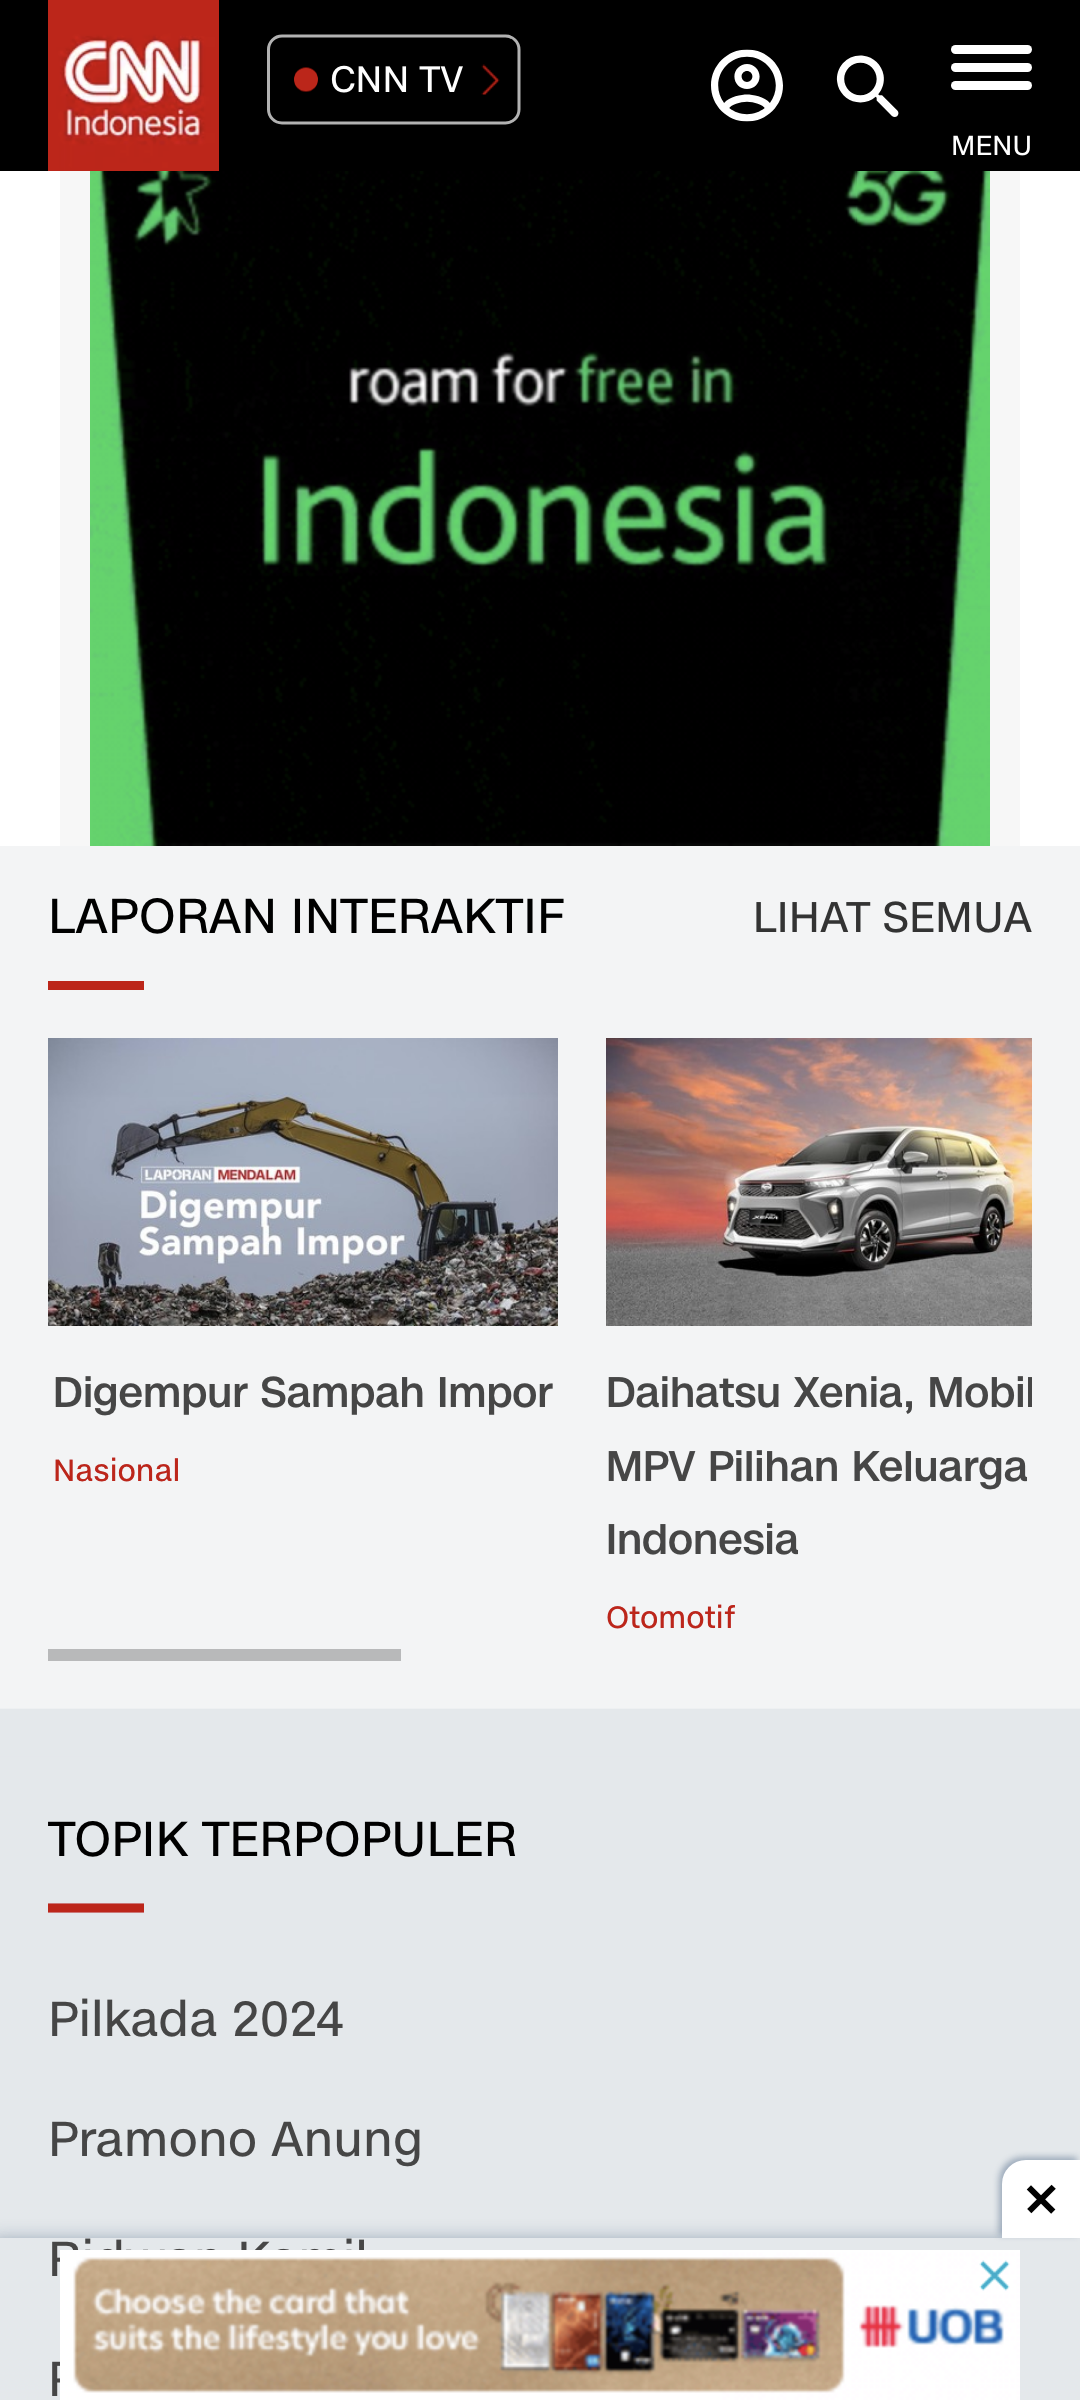 CNN
Indonesia
CNN TV
MENU
5G
roam for free in
Indonesia
LAPORAN INTERAKTIF
LIHAT SEMUA
LAPORAN MENDALAM
Digempur
Sampah Impor
Digempur Sampah Impor
Nasional
Daihatsu Xenia, Mobil
MPV Pilihan Keluarga
Indonesia
Otomotif
TOPIK TERPOPULER
Pilkada 2024
Pramono Anung
Ridwan Kamil
Choose the card that
suits the lifestyle you love
UOB